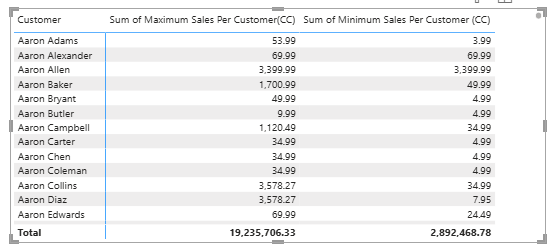 Customer Sum of Maximum Sales Per Customer(CC) Sum of Minimum Sales Per Customer (CC)
Aaron Adams 53.99 3.99
Aaron Alexander 69.99 69.99
Aaron Allen 3,399.99 3,399.99
Aaron Baker 1,700.99 49.99
Aaron Bryant 49.99 4.99
Aaron Butler 9.99 4.99
Aaron Campbell 1,120.49 34.99
Aaron Carter 34.99 4.99
Aaron Chen 34.99 4.99
Aaron Coleman 34.99 4.99
Aaron Collins 3,578.27 34.99
Aaron Diaz 3,578.27 7.95
Aaron Edwards 69.99 24.49
Total 19,235,706.33 2,892,468.78